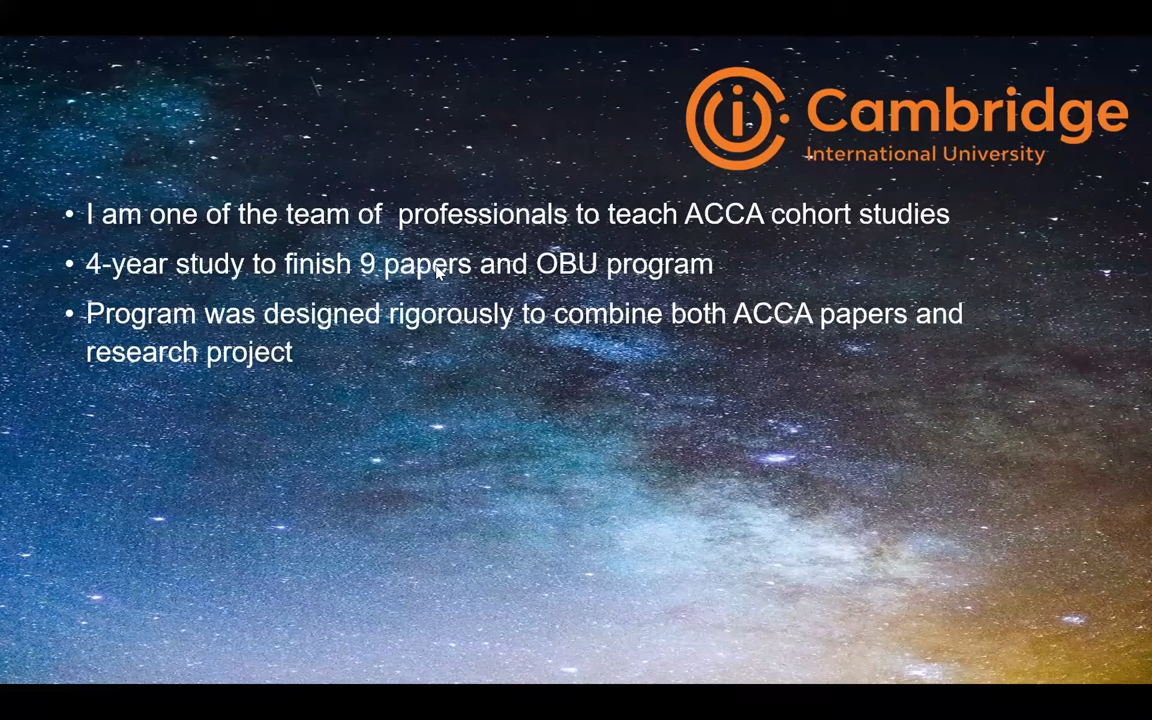 Cambridge
International University
• I am one of the team of  professionals to teach ACCA cohort studies
• 4-year study to finish 9 papers and OBU program
• Program was designed rigorously to combine both ACCA papers and
research project